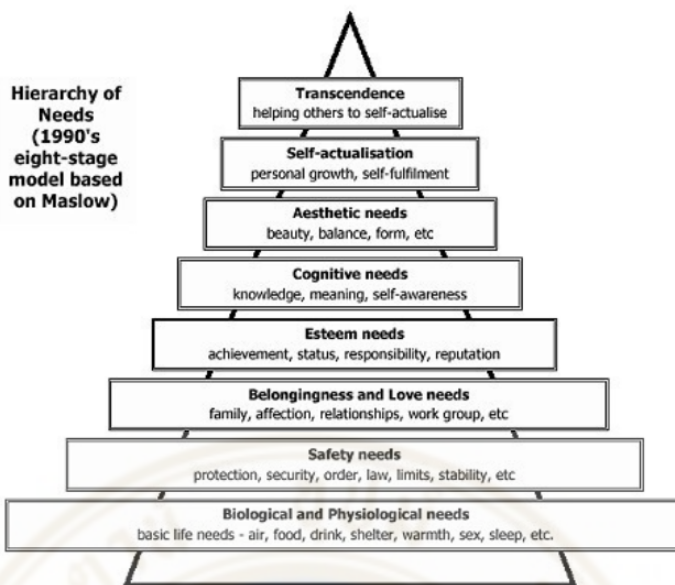 Hierarchy of
Needs
(1990's
eight-stage
model based
on Maslow)
Transcendence
helping others to self-actualise
Self-actualisation
personal growth, self-fulfilment
Aesthetic needs
beauty, balance, form, etc
Cognitive needs
knowledge, meaning, self-awareness
Esteem needs
achievement, status, responsibility, reputation
Belongingness and Love needs
family, affection, relationships, work group, etc
Safety needs
protection, security, order, law, limits, stability, etc
Biological and Physiological needs
basic life needs - air, food, drink, shelter, warmth, sex, sleep, etc.